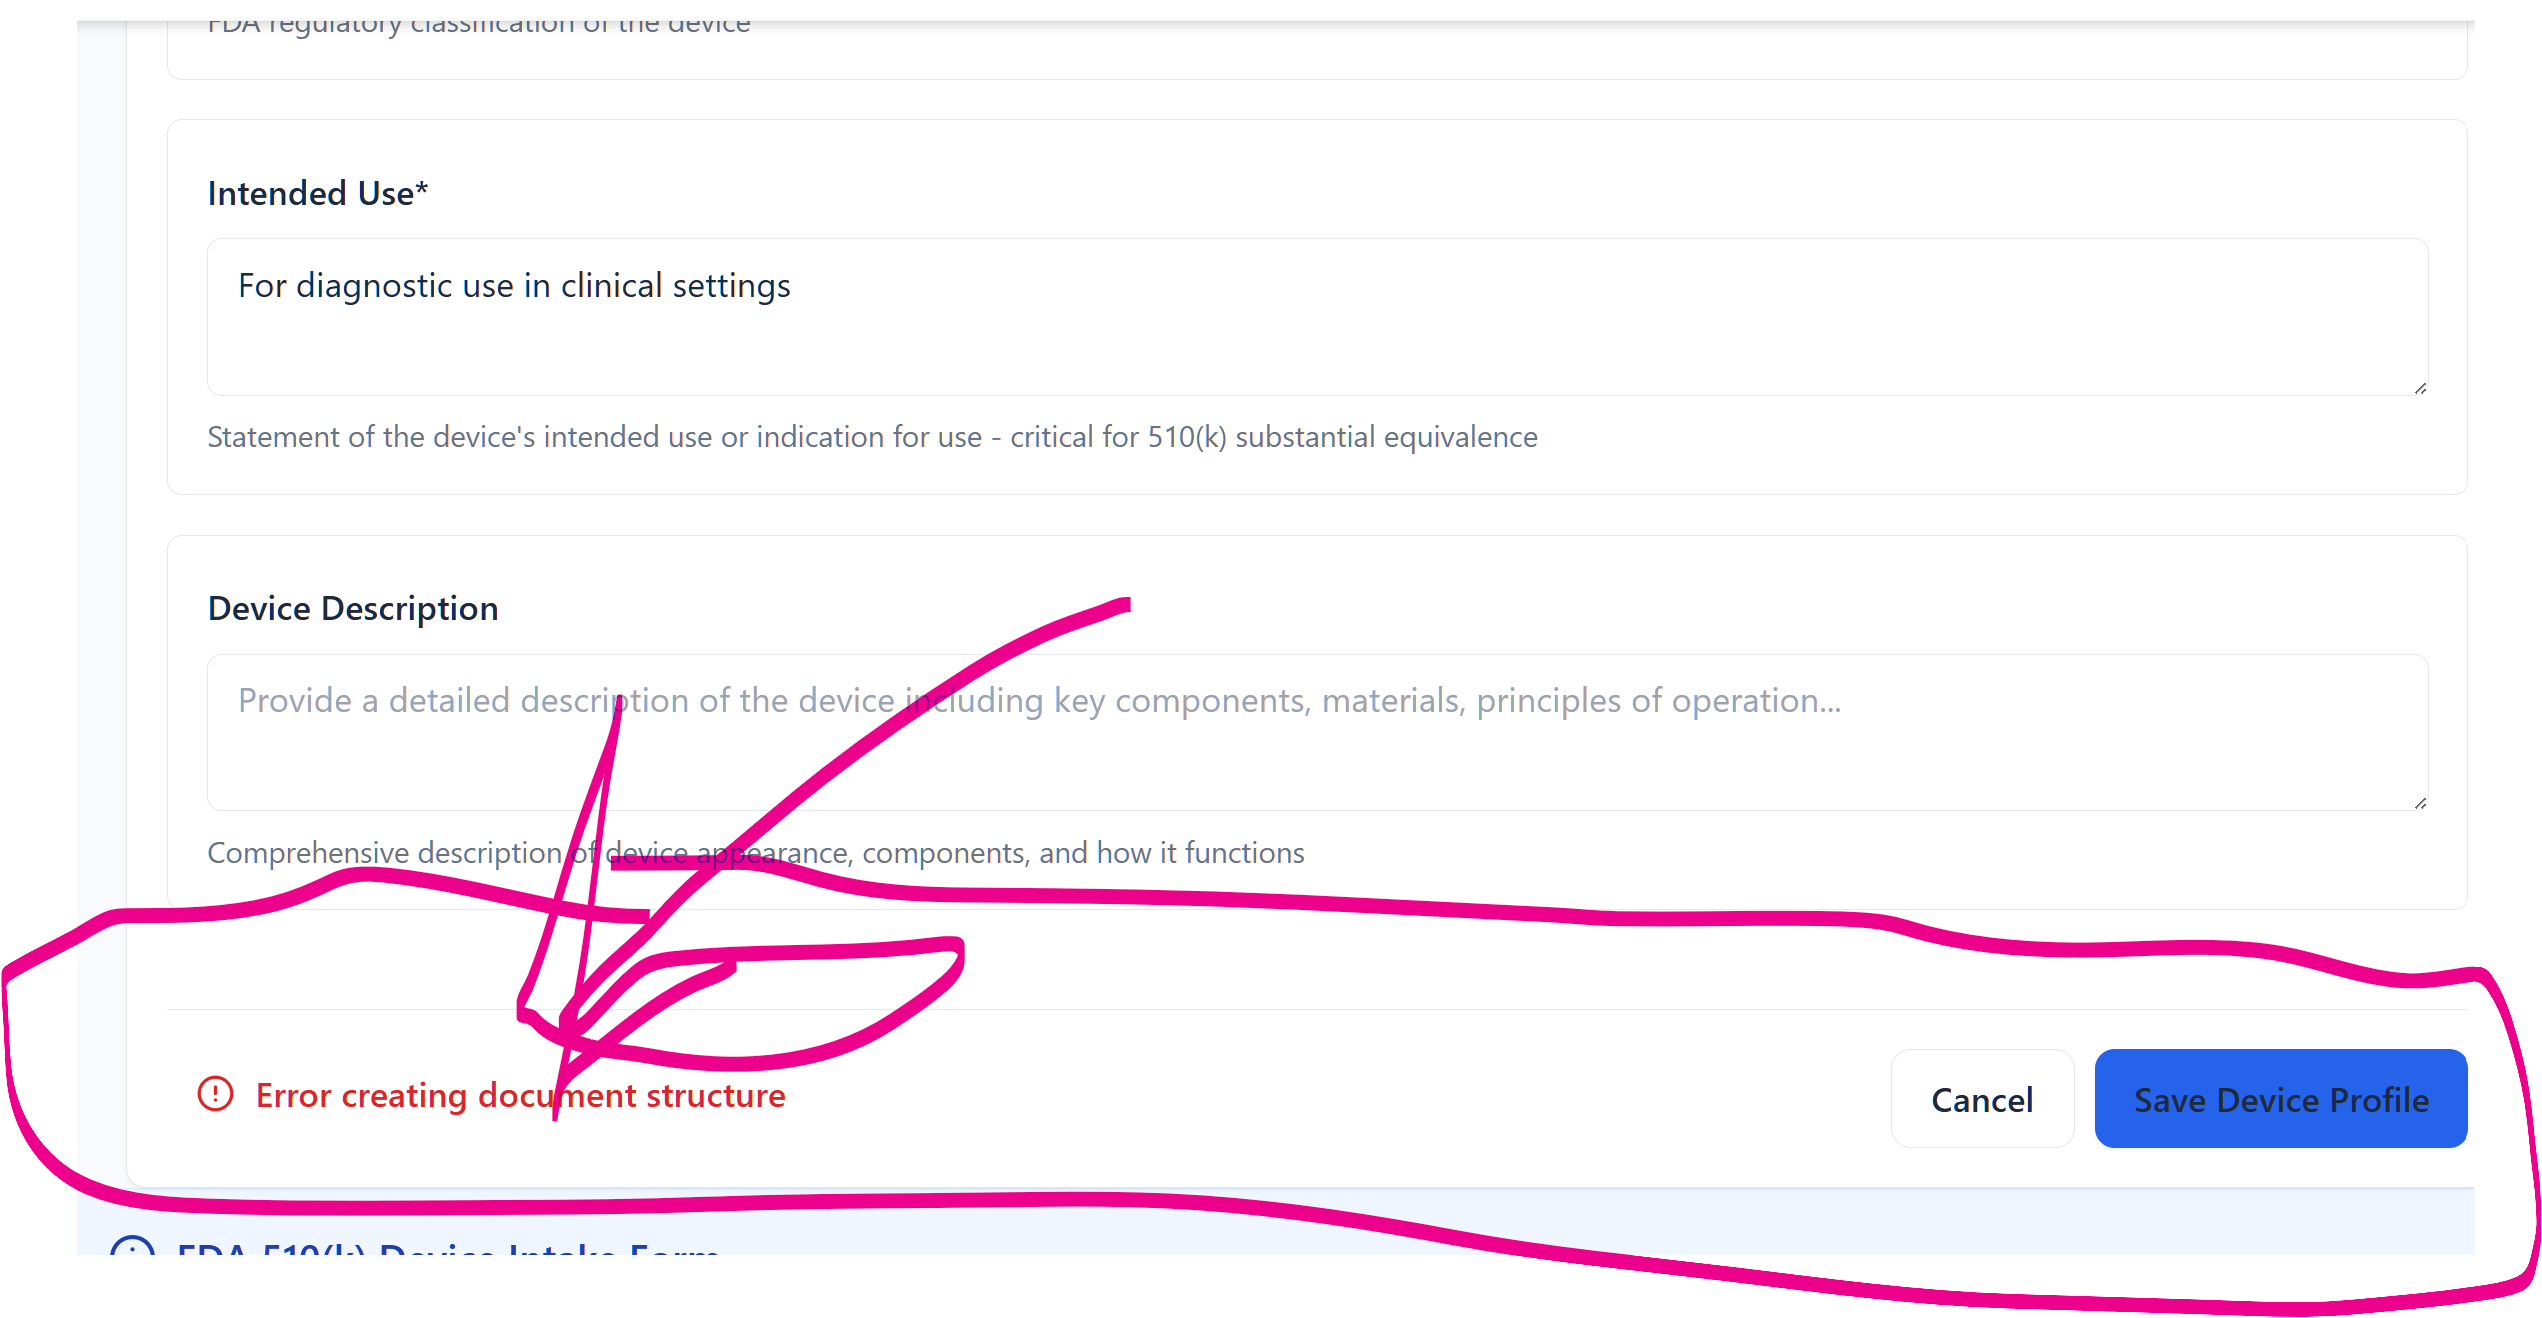 FDA regulatory classification of the device
Intended Use*
For diagnostic use in clinical settings
Statement of the device's intended use or indication for use - critical for 510(k) substantial equivalence
Device Description
Provide a detailed description of the device including key components, materials, principles of operation...
Comprehensive description of device appearance, components, and how it functions
Error creating document structure
Cancel
Save Device Profile
FDA 510(k) Device Intake Form